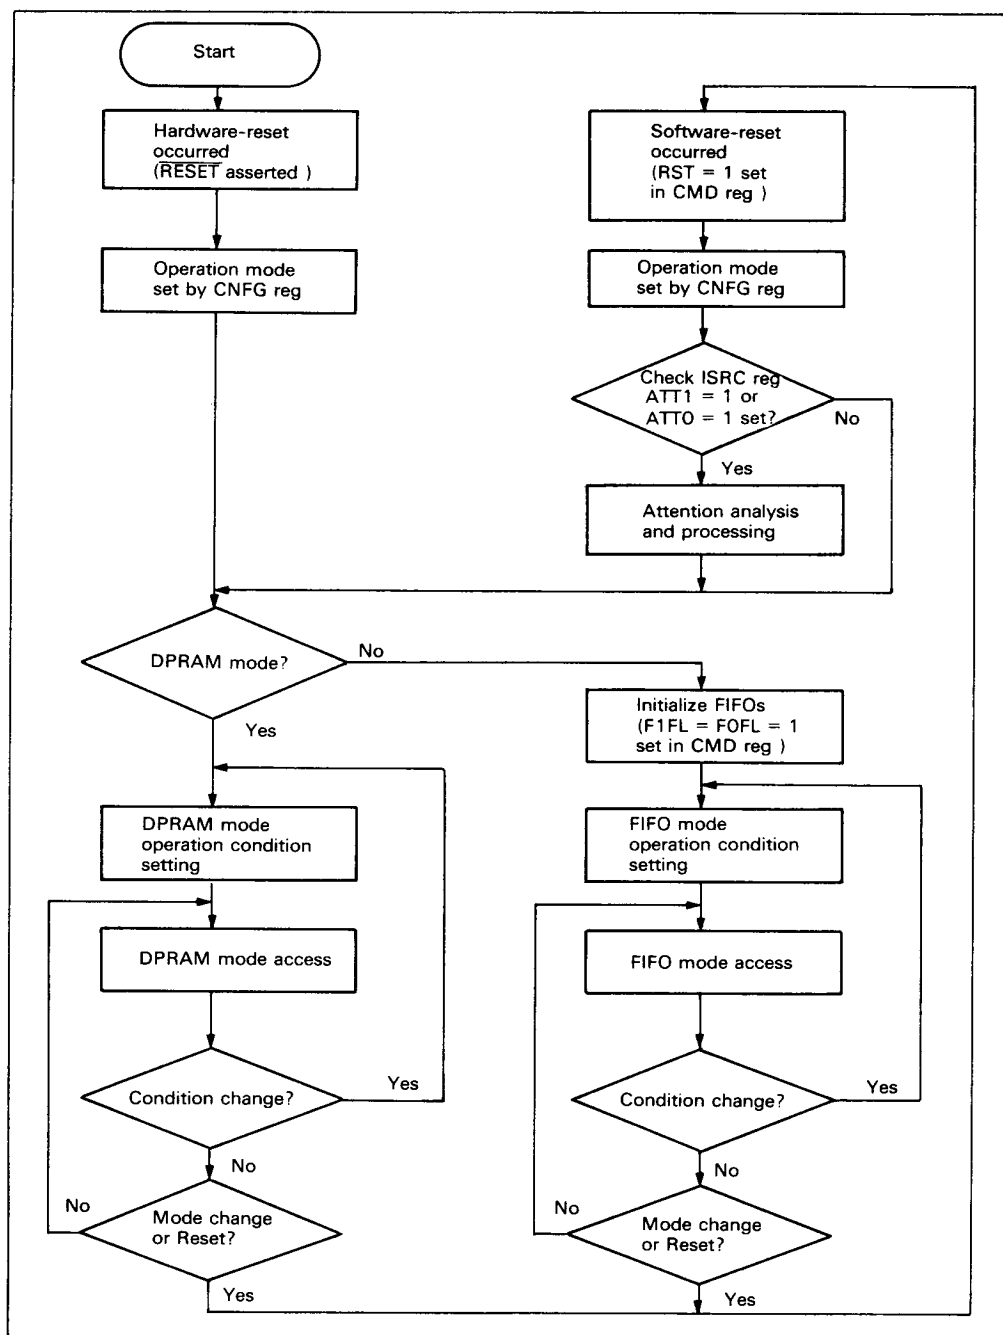 Start
Hardware-reset
occurred
(RESET asserted )
Operation mode
set by CNFG reg
Software-reset
occurred
(RST = 1 set
in CMD reg )
Operation mode
set by CNFG reg
Check ISRC reg
ATT1 = 1 or
ATT0 = 1 set?
No
Yes
Attention analysis
and processing
DPRAM mode?
No
Yes
Initialize FIFOs
(F1FL = F0FL = 1
set in CMD reg )
DPRAM mode
operation condition
setting
DPRAM mode access
Condition change?
Yes
No
Mode change
or Reset?
No
Yes
FIFO mode
operation condition
setting
FIFO mode access
Condition change?
Yes
No
Mode change
or Reset?
No
Yes